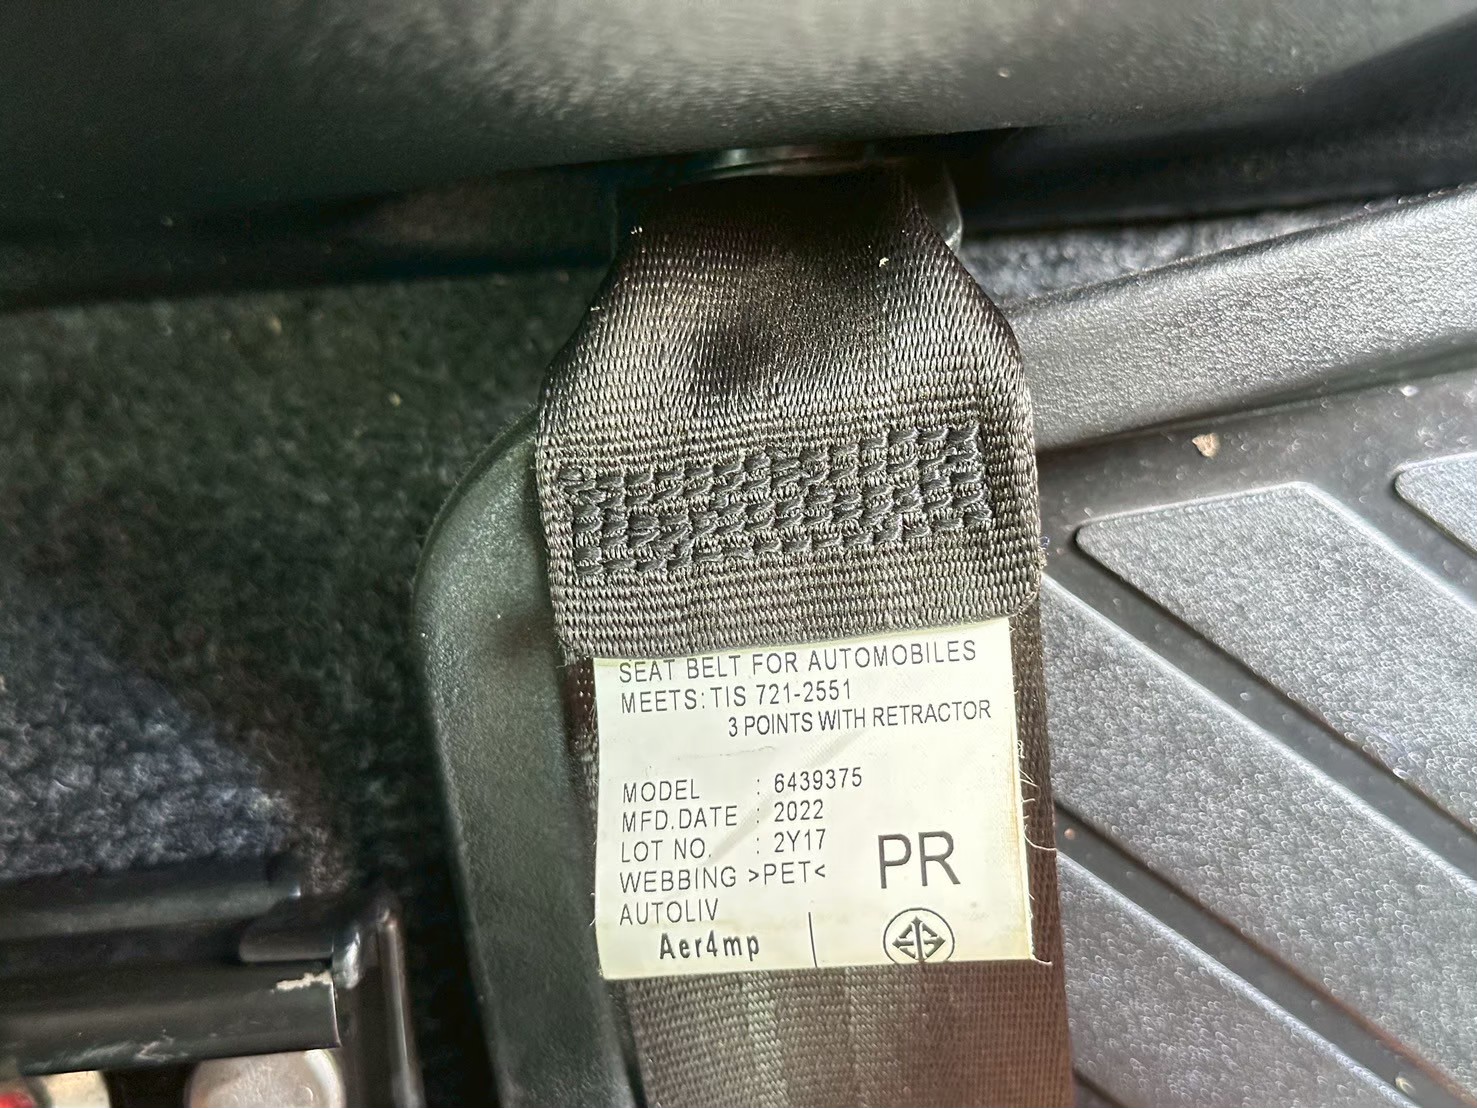 SEAT BELT FOR AUTOMOBILES
MEETS: TIS 721-2551
3 POINTS WITH RETRACTOR
MODEL : 6439375
MFD.DATE : 2022
LOT NO. : 2Y17
WEBBING >PET<
PR
AUTOLIV
Aer4mp